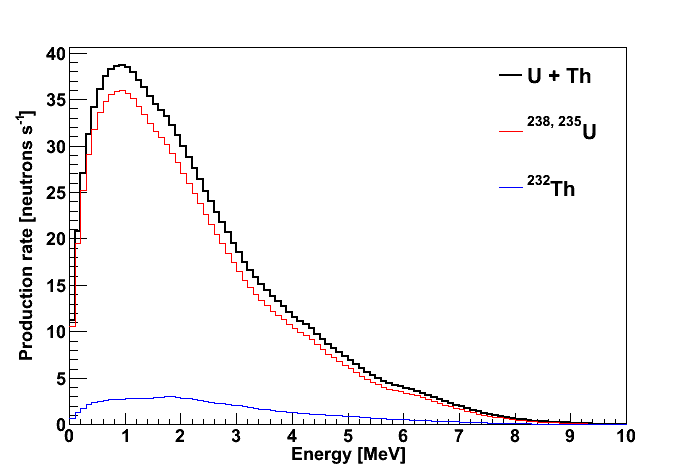 40
35
30
25
20
15
10
5
0
Production rate [neutrons s⁻¹]
U + Th
²³⁸, ²³⁵U
²³²Th
0 1 2 3 4 5 6 7 8 9 10
Energy [MeV]